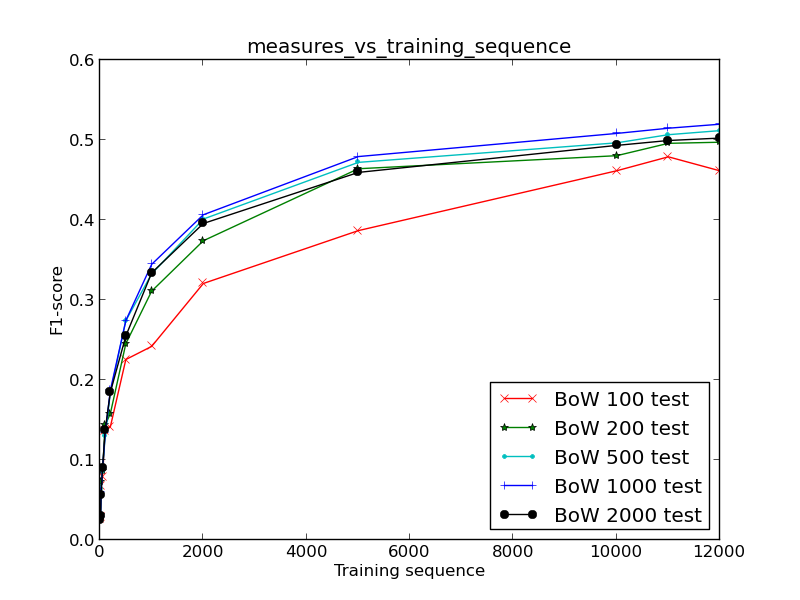 measures_vs_training_sequence
0.6
0.5
0.4
0.3
0.2
0.1
0.0
F1-score
0 2000 4000 6000 8000 10000 12000
Training sequence
BoW 100 test
BoW 200 test
BoW 500 test
BoW 1000 test
BoW 2000 test